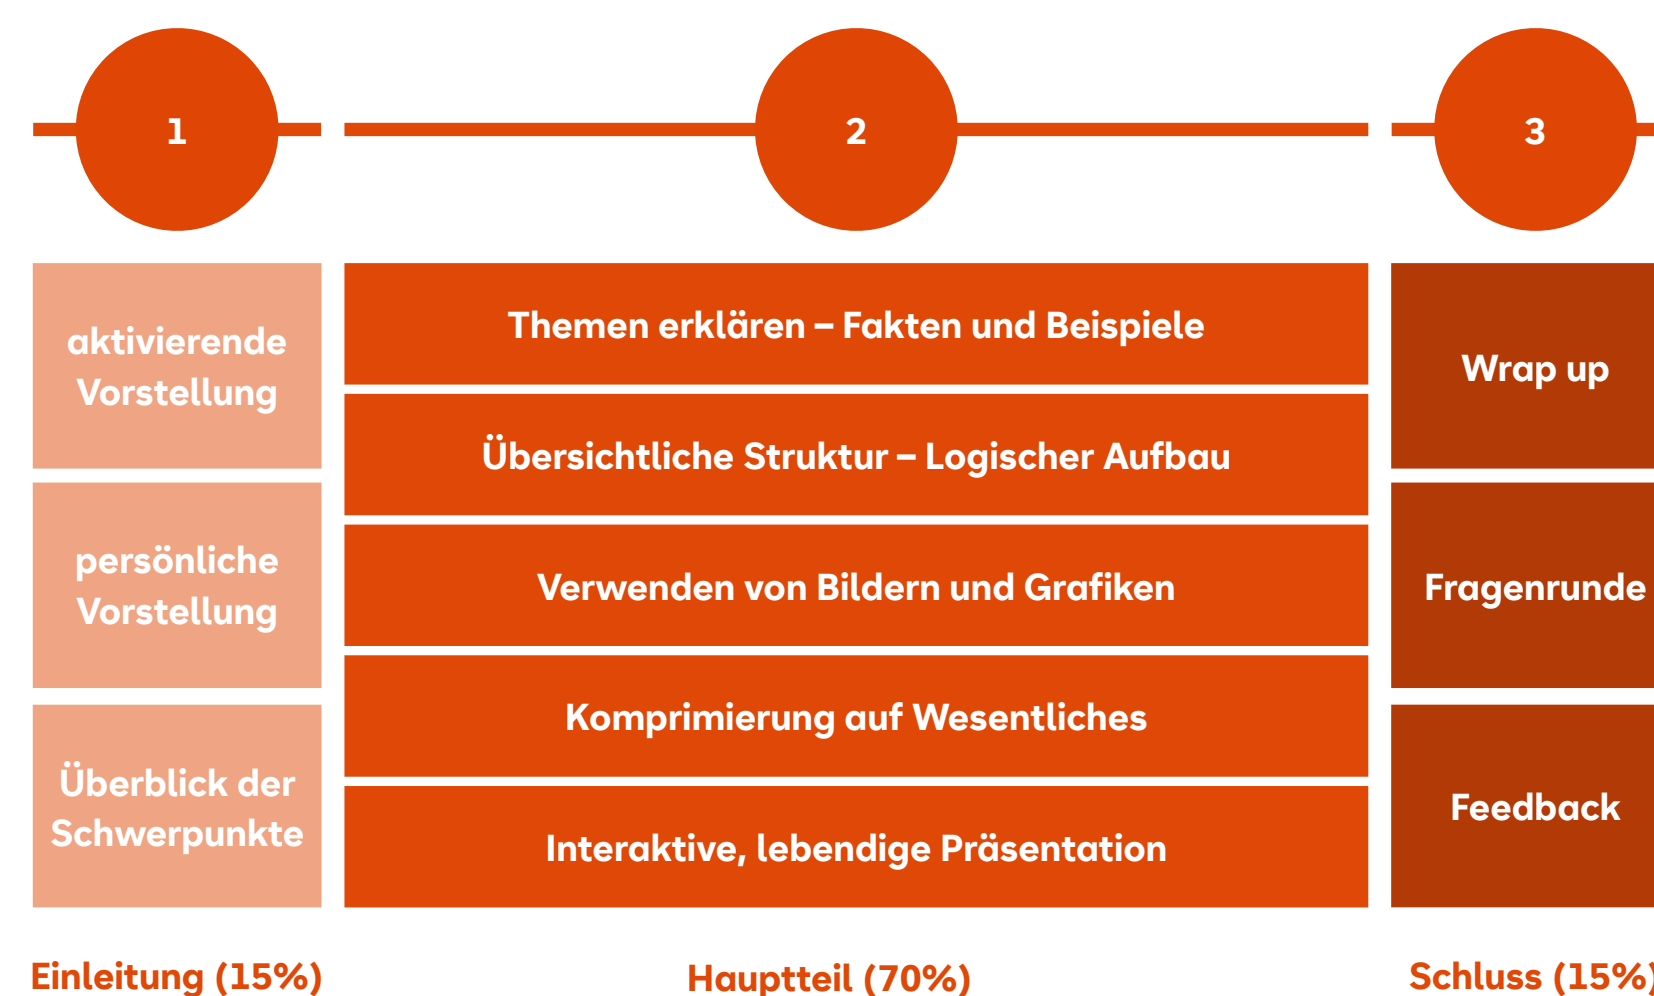 1
2
3
aktivierende
Vorstellung
persönliche
Vorstellung
Überblick der
Schwerpunkte
Themen erklären – Fakten und Beispiele
Übersichtliche Struktur – Logischer Aufbau
Verwenden von Bildern und Grafiken
Komprimierung auf Wesentliches
Interaktive, lebendige Präsentation
Wrap up
Fragenrunde
Feedback
Einleitung (15%)
Hauptteil (70%)
Schluss (15%)